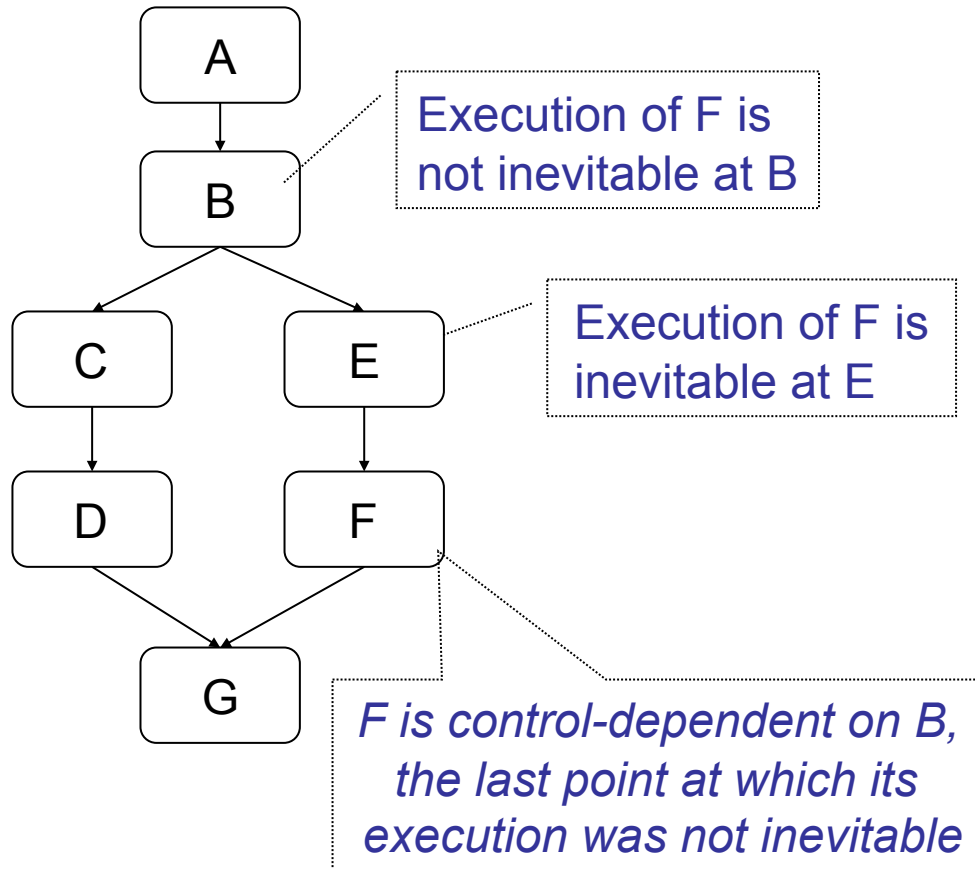 A
Execution of F is
not inevitable at B
B
Execution of F is
inevitable at E
C
E
D
F
G
F is control-dependent on B,
the last point at which its
execution was not inevitable